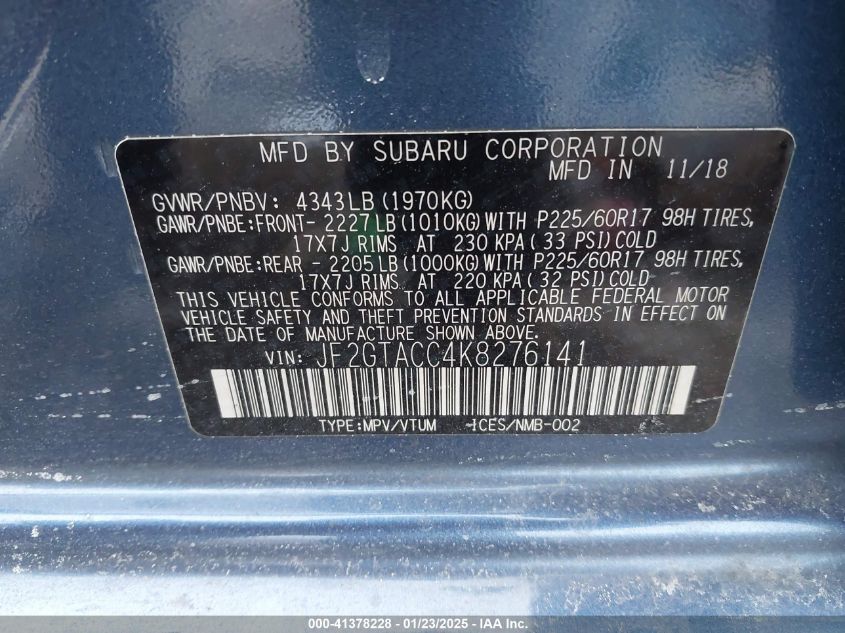 MFD BY SUBARU CORPORATION
MFD IN 11/18
GVWR/PNBV: 4343LB (1970KG)
GAWR/PNBE:FRONT- 2227LB (1010KG) WITH P225/60R17 98H TIRES,
17X7J RIMS AT 230 KPA ( 33 PSI) COLD
GAWR/PNBE:REAR - 2205LB (1000KG) WITH P225/60R17 98H TIRES,
17X7J RIMS AT 220 KPA ( 32 PSI) COLD
THIS VEHICLE CONFORMS TO ALL APPLICABLE FEDERAL MOTOR
VEHICLE SAFETY AND THEFT PREVENTION STANDARDS IN EFFECT ON
THE DATE OF MANUFACTURE SHOWN ABOVE.
VIN: JF2GTACC4K8276141
TYPE:MPV/VTUM ICES/NMB-002
000-41378228 - 01/23/2025 - IAAI.COM